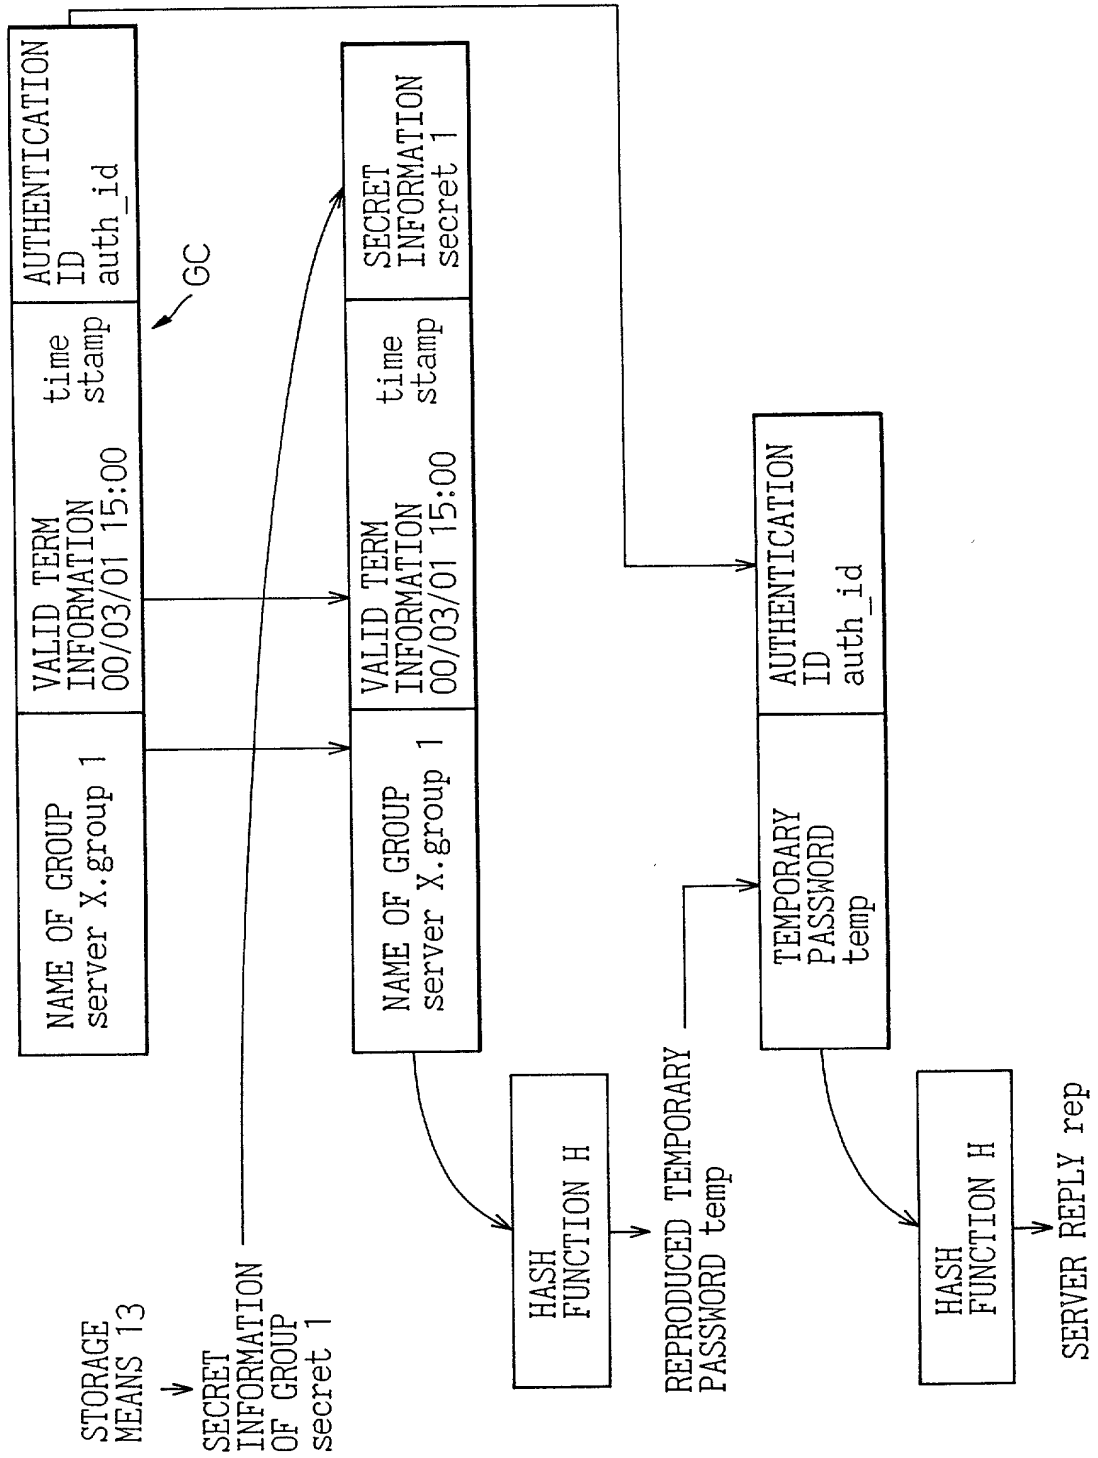 NAME OF GROUP
server X.group 1
VALID TERM
INFORMATION
00/03/01 15:00
time
stamp
AUTHENTICATION
ID
auth_id
GC
STORAGE
MEANS 13
SECRET
INFORMATION
OF GROUP
secret 1
NAME OF GROUP
server X.group 1
VALID TERM
INFORMATION
00/03/01 15:00
time
stamp
SECRET
INFORMATION
secret 1
HASH
FUNCTION H
REPRODUCED TEMPORARY
PASSWORD temp
TEMPORARY
PASSWORD
temp
AUTHENTICATION
ID
auth_id
HASH
FUNCTION H
SERVER REPLY rep